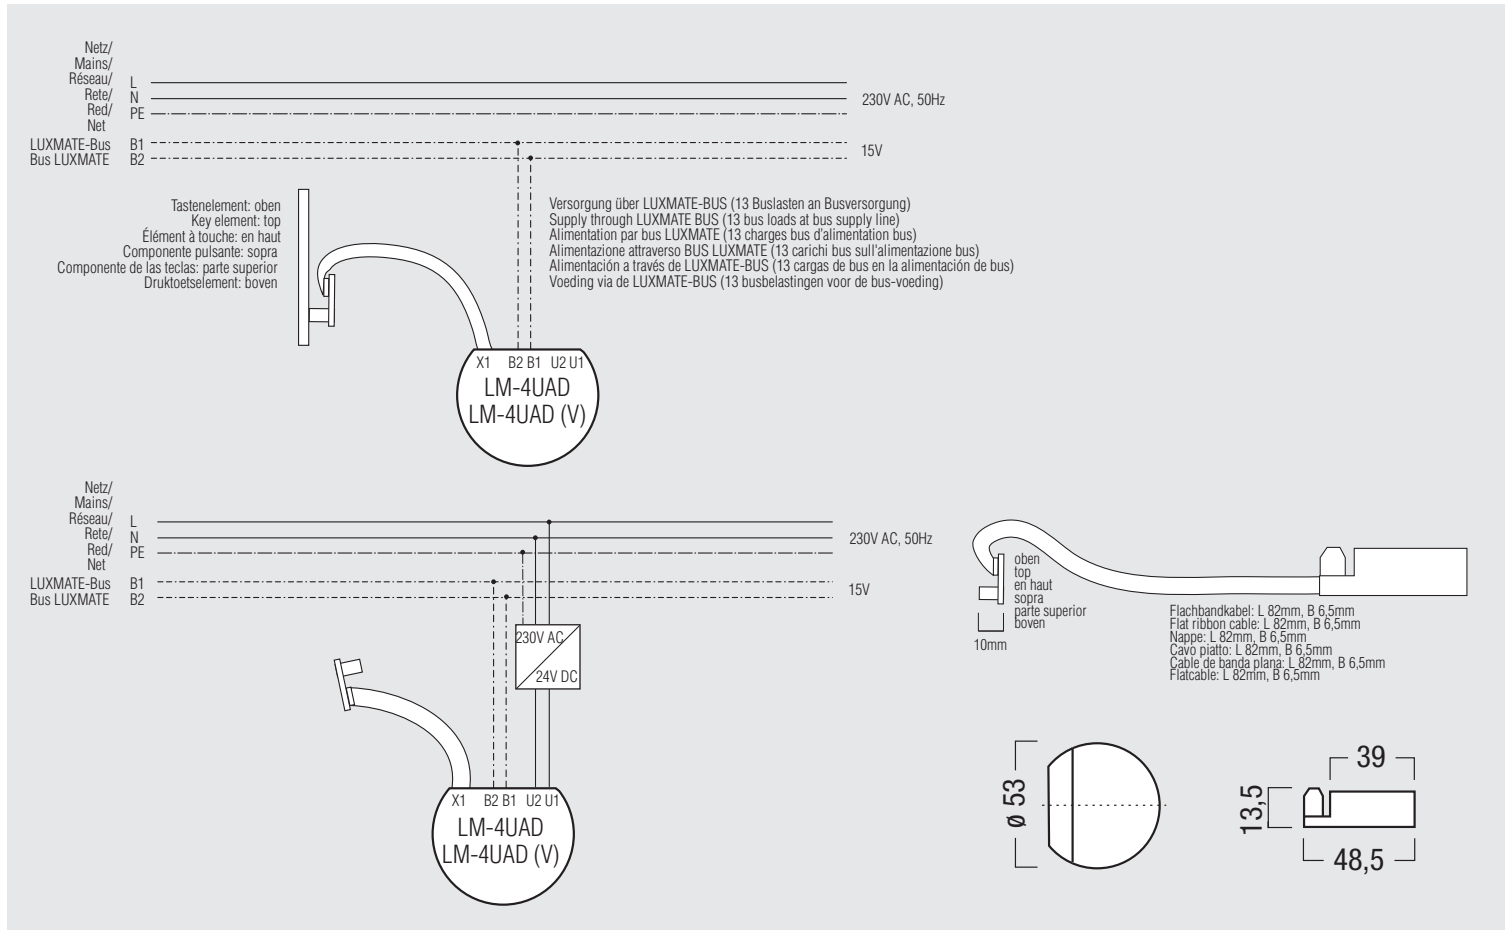 Netz/
Mains/
Réseau/
Rete/
Red/
Net
L
N
PE
230V AC, 50Hz
LUXMATE-Bus B1
Bus LUXMATE B2
15V
Tastenelement: oben
Key element: top
Élément à touche: en haut
Componente pulsante: sopra
Componente de las teclas: parte superior
Druktoetselement: boven
Versorgung über LUXMATE-BUS (13 Buslasten an Busversorgung)
Supply through LUXMATE BUS (13 bus loads at bus supply line)
Alimentation par bus LUXMATE (13 charges bus d'alimentation bus)
Alimentazione attraverso BUS LUXMATE (13 carichi bus sull'alimentazione bus)
Alimentación a través de LUXMATE-BUS (13 cargas de bus en la alimentación de bus)
Voeding via de LUXMATE-BUS (13 busbelastingen voor de bus-voeding)
X1 B2 B1 U2 U1
LM-4UAD
LM-4UAD (V)
Netz/
Mains/
Réseau/
Rete/
Red/
Net
L
N
PE
230V AC, 50Hz
LUXMATE-Bus B1
Bus LUXMATE B2
15V
230V AC
24V DC
X1 B2 B1 U2 U1
LM-4UAD
LM-4UAD (V)
oben
top
en haut
sopra
parte superior
boven
10mm
Flachbandkabel: L 82mm, B 6,5mm
Flat ribbon cable: L 82mm, B 6,5mm
Nappe: L 82mm, B 6,5mm
Cavo piatto: L 82mm, B 6,5mm
Cable de banda plana: L 82mm, B 6,5mm
Flatcable: L 82mm, B 6,5mm
ø 53
39
13,5
48,5